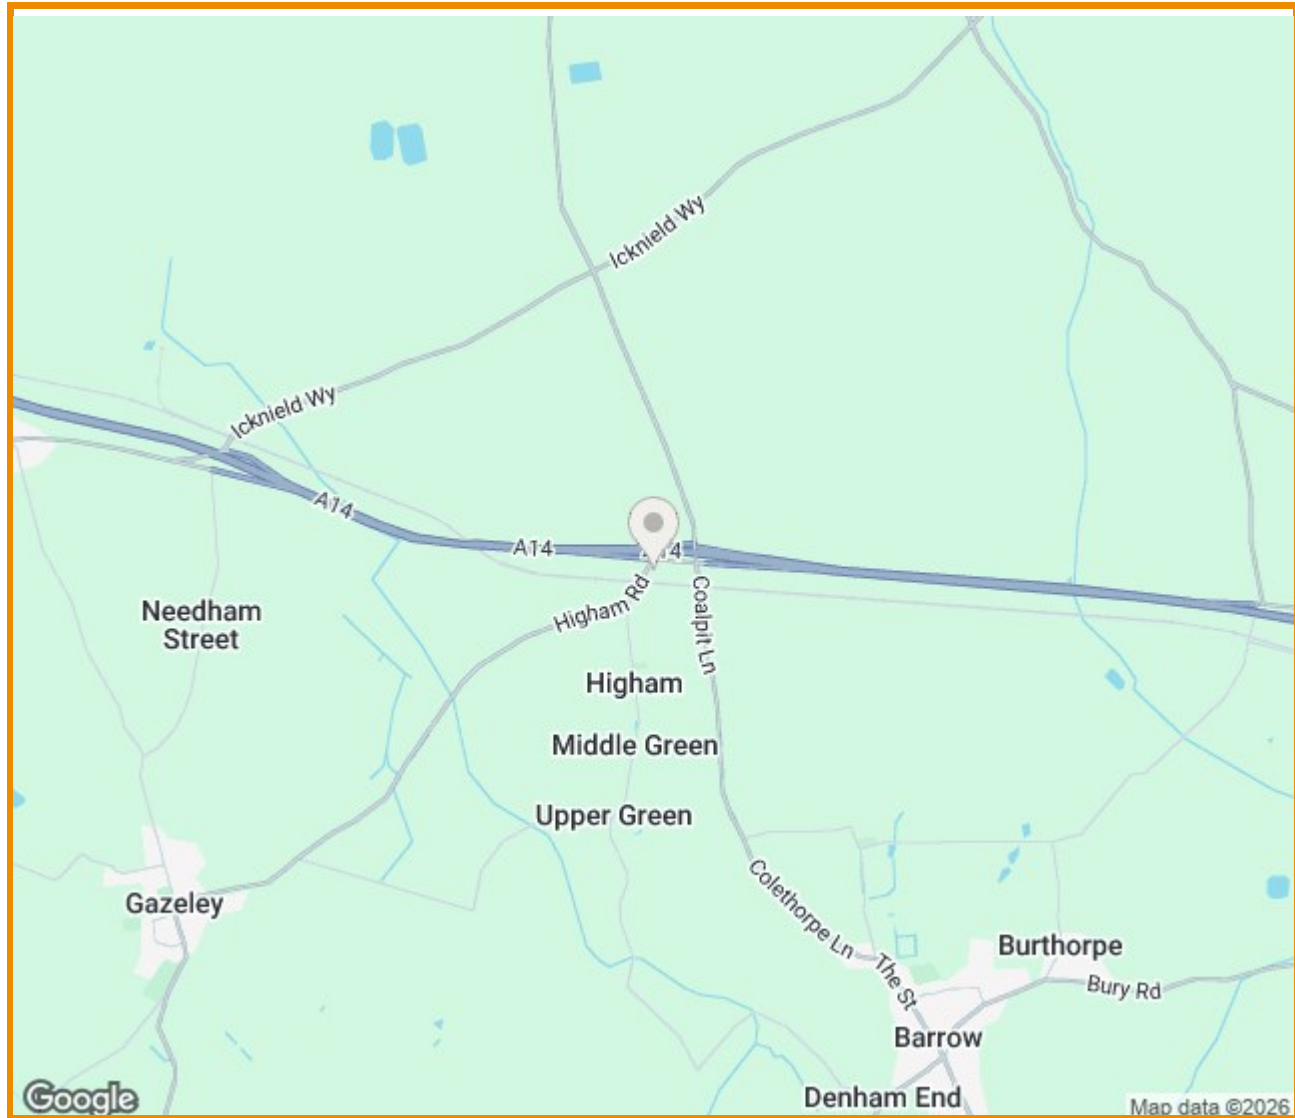 Icknield Wy
Icknield Wy
A14
A14
A14
Needham
Street
Higham Rd
Coalpit Ln
Higham
Middle Green
Upper Green
Gazeley
Colethorpe Ln
The St
Burthorpe
Bury Rd
Barrow
Denham End
Google
Map data ©2026